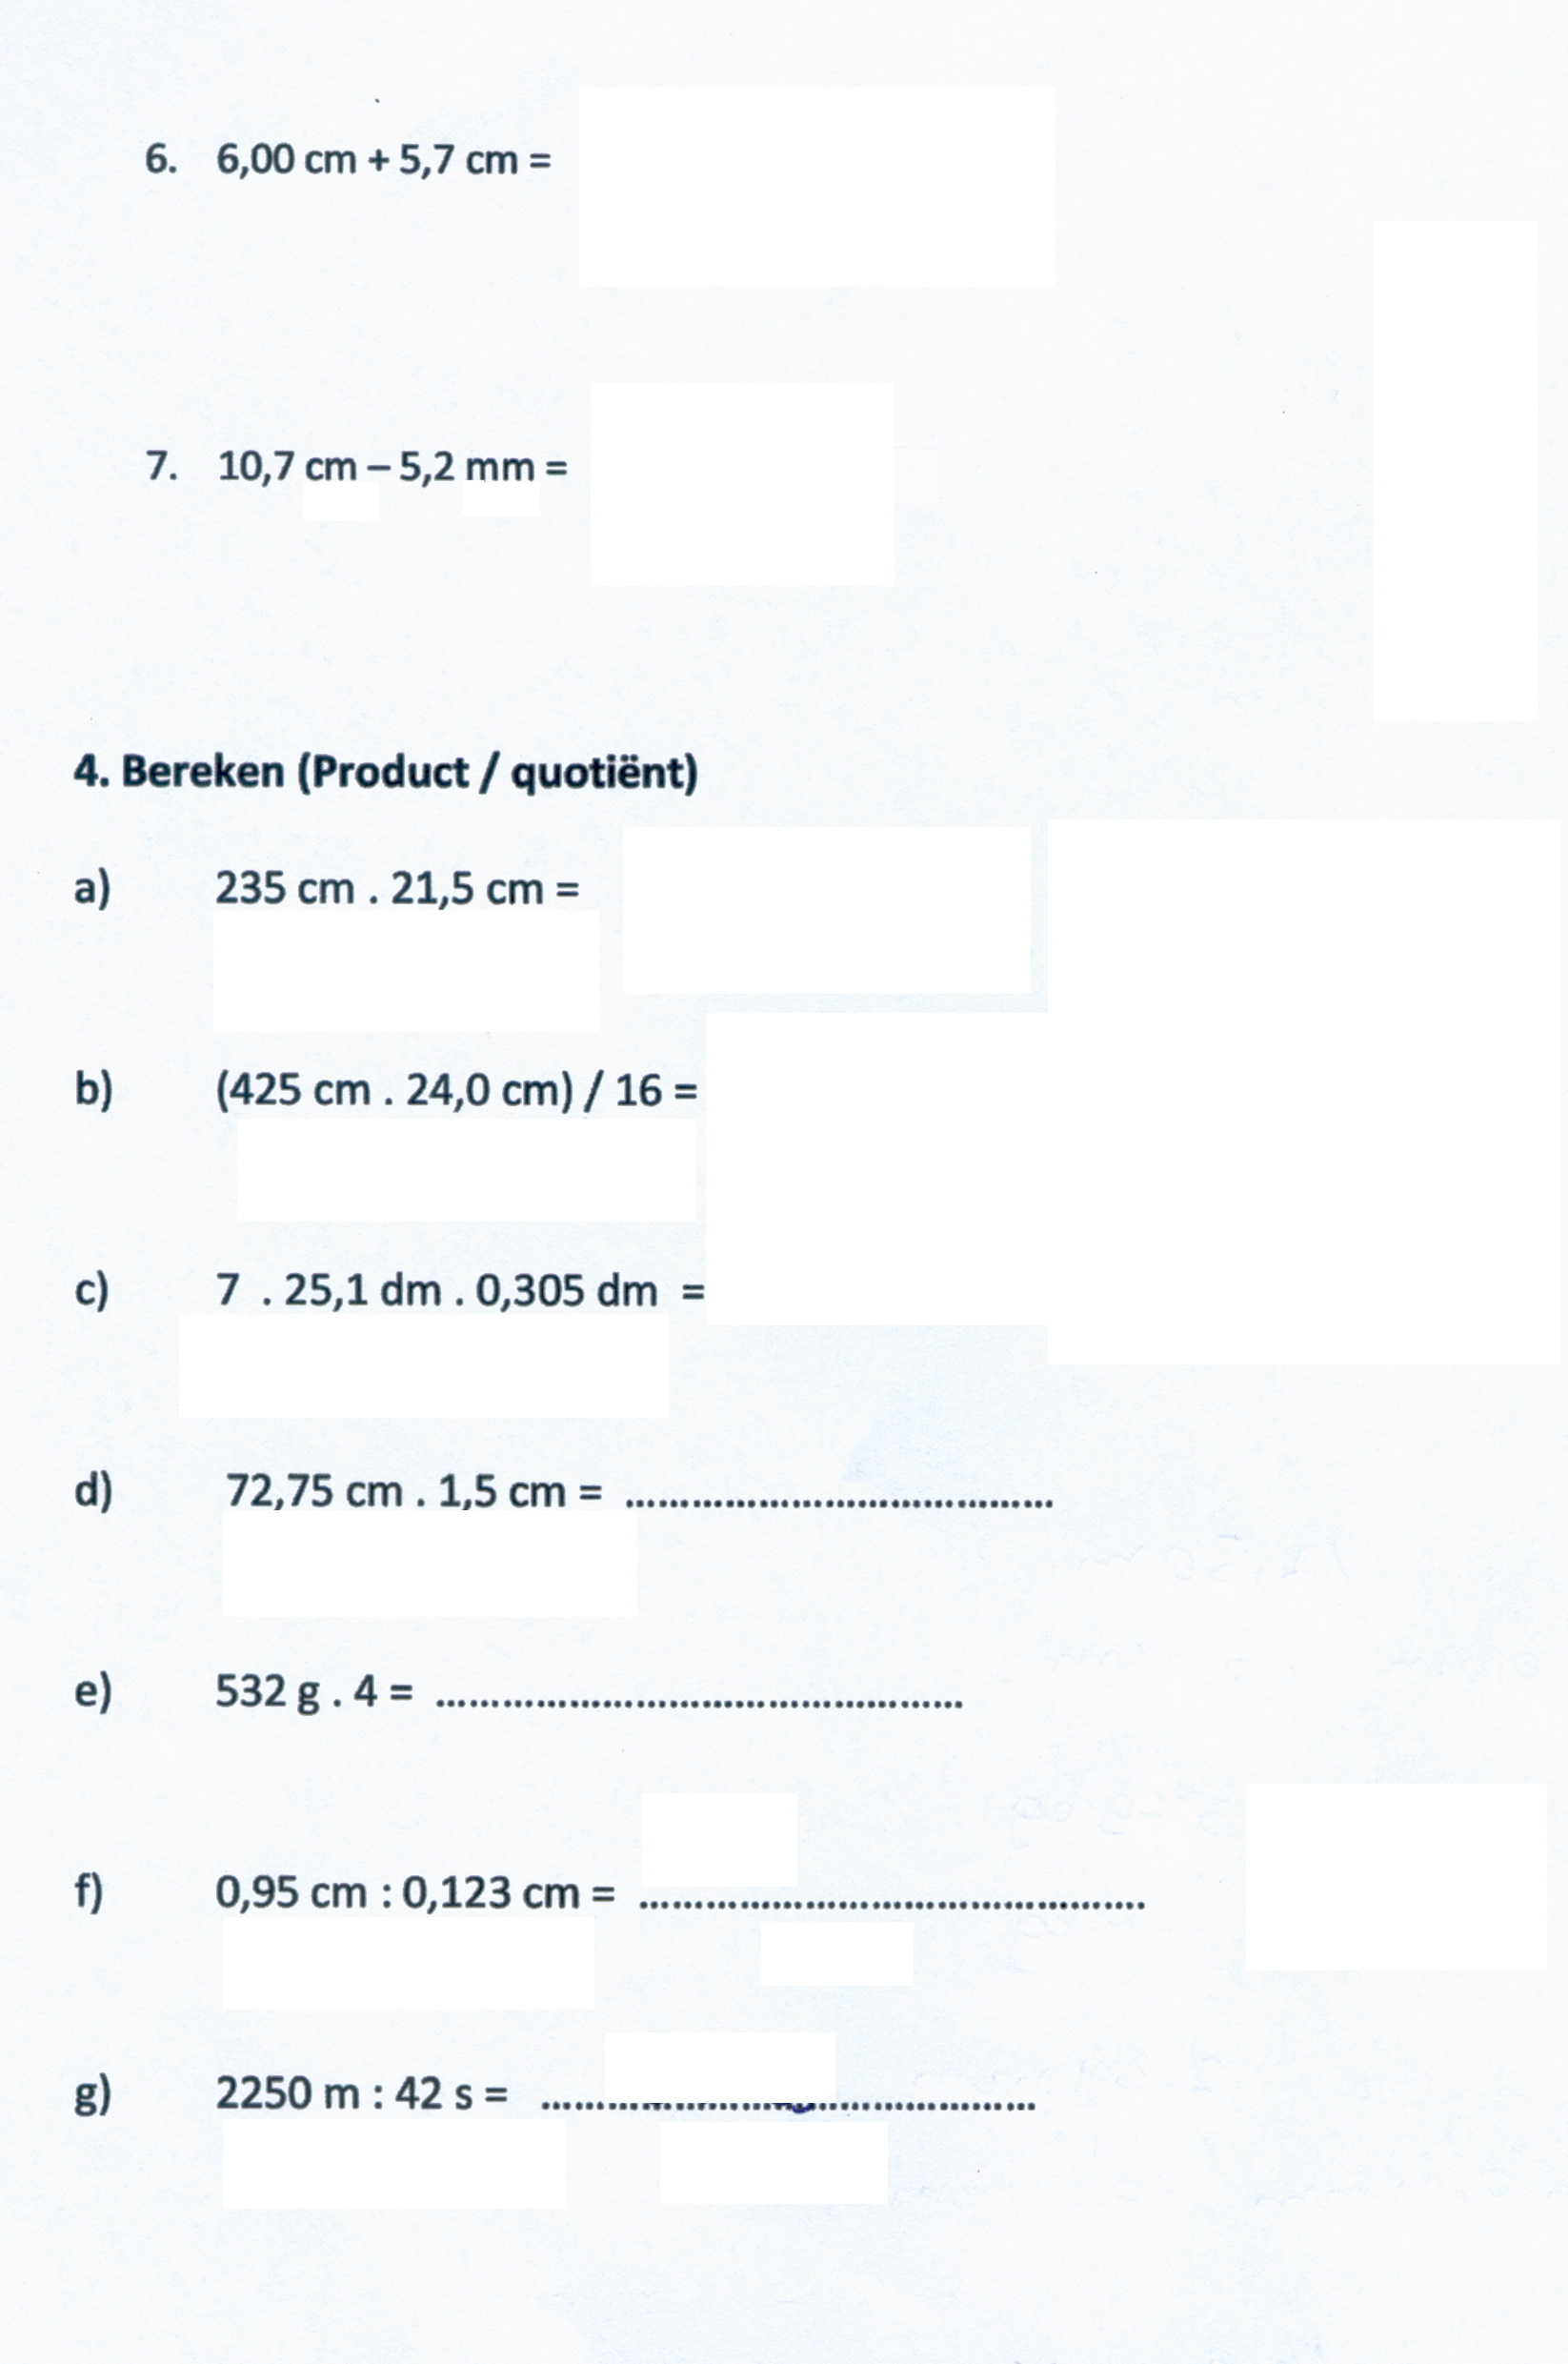 6. 6,00 cm + 5,7 cm =
7. 10,7 cm – 5,2 mm =
4. Bereken (Product / quotiënt)
a) 235 cm . 21,5 cm =
b) (425 cm . 24,0 cm) / 16 =
c) 7 . 25,1 dm . 0,305 dm =
d) 72,75 cm . 1,5 cm = .......................................
e) 532 g . 4 = ................................................
f) 0,95 cm : 0,123 cm = ..............................................
g) 2250 m : 42 s = .............................................